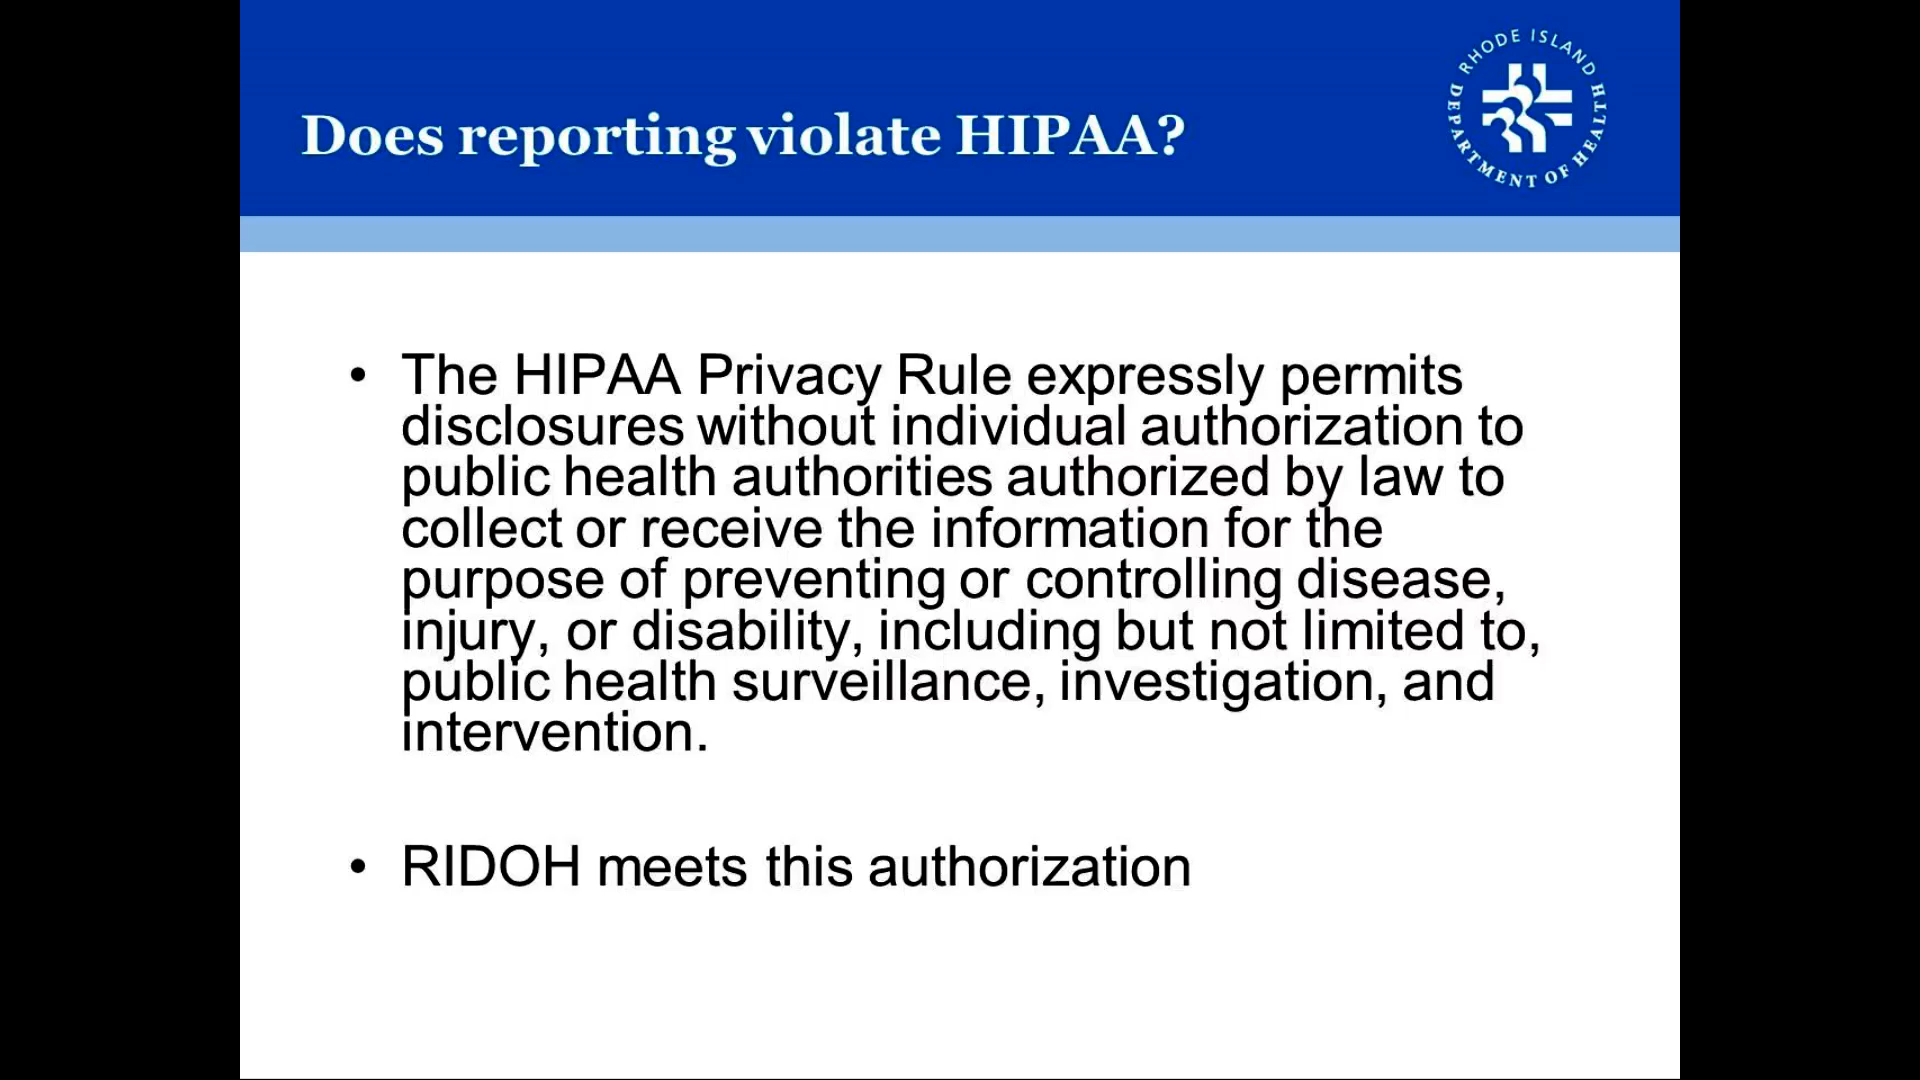 Does reporting violate HIPAA?
RHODE ISLAND
DEPARTMENT OF HEALTH
• The HIPAA Privacy Rule expressly permits
disclosures without individual authorization to
public health authorities authorized by law to
collect or receive the information for the
purpose of preventing or controlling disease,
injury, or disability, including but not limited to,
public health surveillance, investigation, and
intervention.
• RIDOH meets this authorization